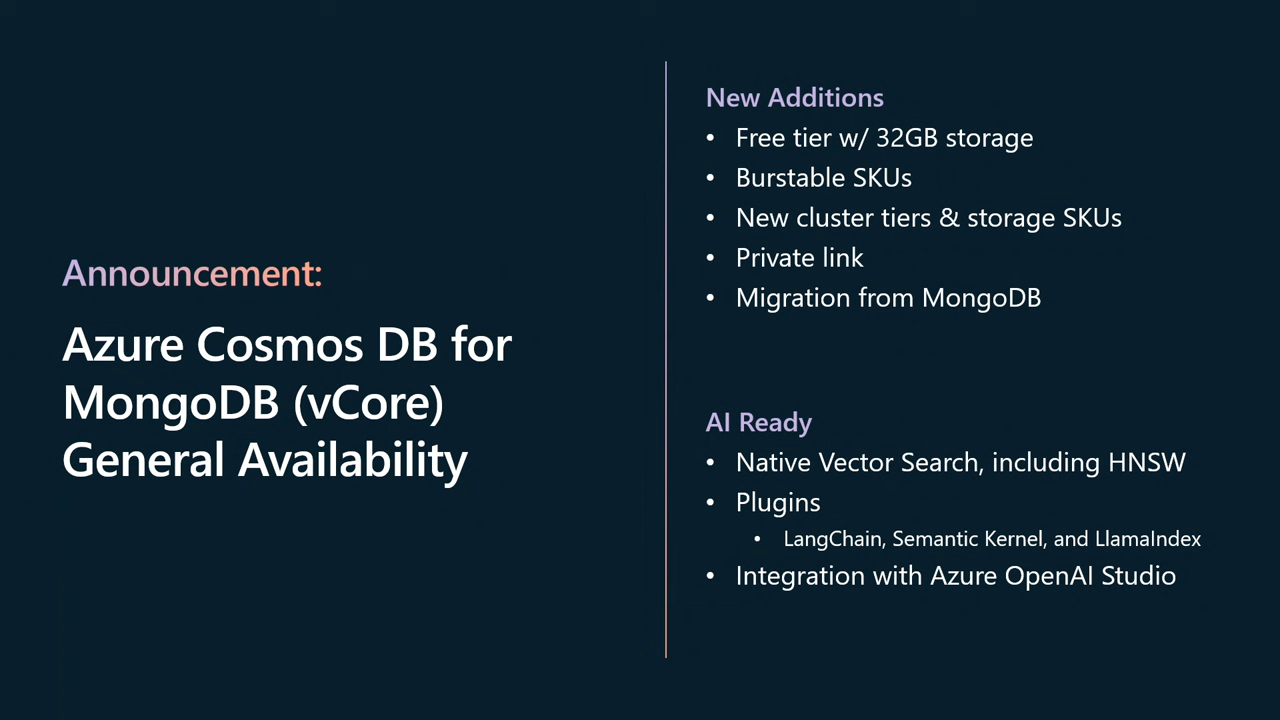 Announcement:
Azure Cosmos DB for
MongoDB (vCore)
General Availability
New Additions
• Free tier w/ 32GB storage
• Burstable SKUs
• New cluster tiers & storage SKUs
• Private link
• Migration from MongoDB
AI Ready
• Native Vector Search, including HNSW
• Plugins
• LangChain, Semantic Kernel, and LlamaIndex
• Integration with Azure OpenAI Studio